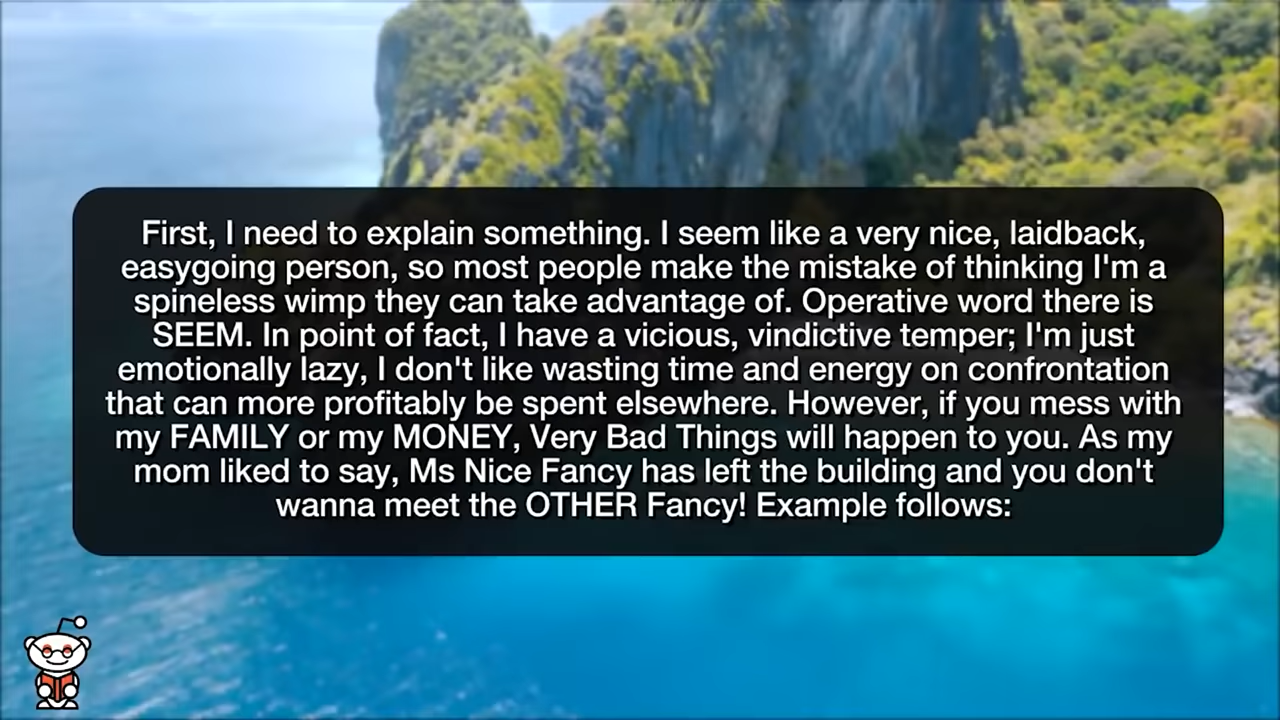 First, I need to explain something. I seem like a very nice, laidback,
easygoing person, so most people make the mistake of thinking I'm a
spineless wimp they can take advantage of. Operative word there is
SEEM. In point of fact, I have a vicious, vindictive temper; I'm just
emotionally lazy, I don't like wasting time and energy on confrontation
that can more profitably be spent elsewhere. However, if you mess with
my FAMILY or my MONEY, Very Bad Things will happen to you. As my
mom liked to say, Ms Nice Fancy has left the building and you don't
wanna meet the OTHER Fancy! Example follows: